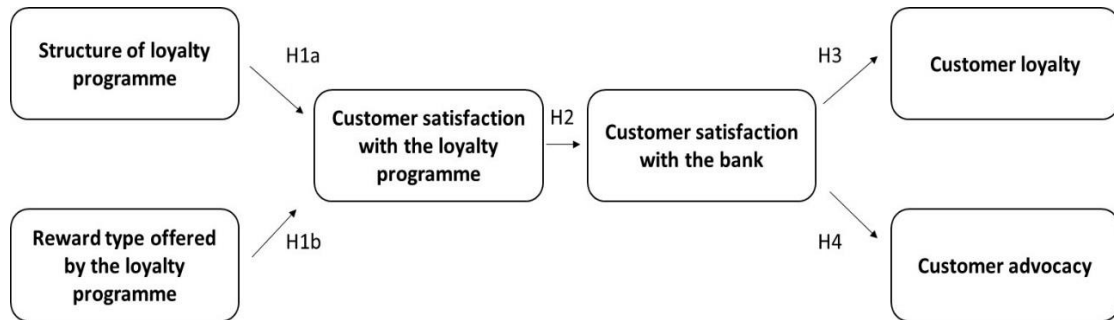 Structure of loyalty
programme
H1a
Customer satisfaction
with the loyalty
programme
Reward type offered
by the loyalty
programme
H1b
H2
Customer satisfaction
with the bank
H3
Customer loyalty
H4
Customer advocacy